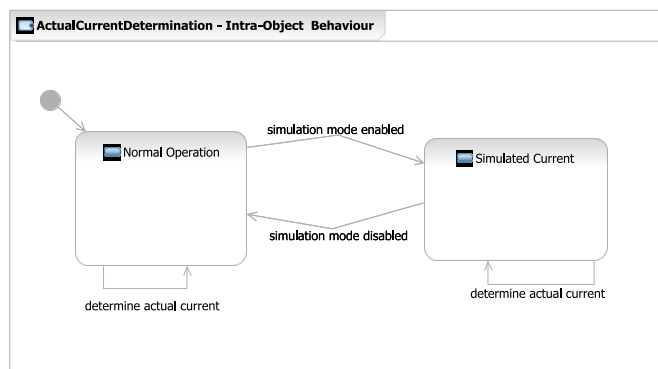 ActualCurrentDetermination - Intra-Object Behaviour
simulation mode enabled
Normal Operation
Simulated Current
simulation mode disabled
determine actual current
determine actual current